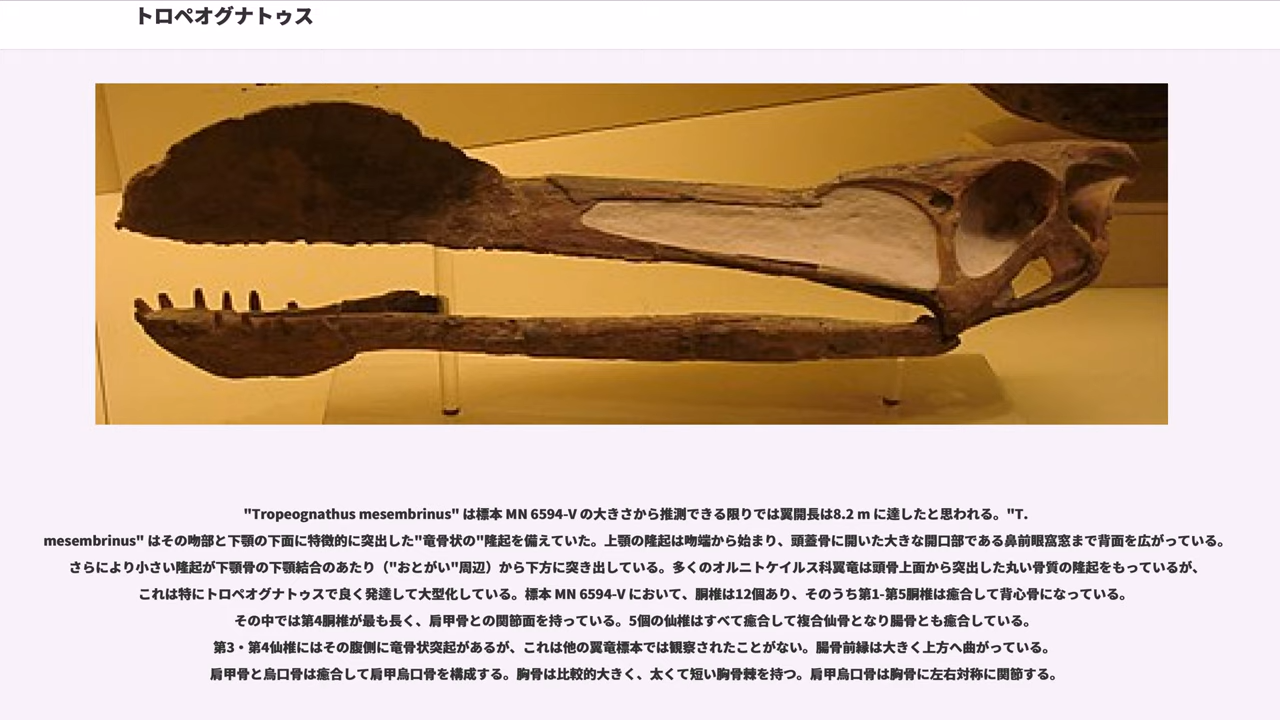 トロペオグナトゥス
"Tropeognathus mesembrinus" は標本 MN 6594-V の大きさから推測できる限りでは翼開長は8.2 m に達したと思われる。"T.
mesembrinus" はその吻部と下顎の下面に特徴的に突出した"竜骨状の"隆起を備えていた。上顎の隆起は吻端から始まり、頭蓋骨に開いた大きな開口部である鼻前眼窩窓まで背面を広がっている。
さらにより小さい隆起が下顎骨の下顎結合のあたり（"おとがい"周辺）から下方に突き出している。多くのオルニトケイルス科翼竜は頭骨上面から突出した丸い骨質の隆起をもっているが、
これは特にトロペオグナトゥスで良く発達して大型化している。標本 MN 6594-V において、胴椎は12個あり、そのうち第1-第5胴椎は癒合して背心骨になっている。
その中では第4胴椎が最も長く、肩甲骨との関節面を持っている。5個の仙椎はすべて癒合して複合仙骨となり腸骨とも癒合している。
第3・第4仙椎にはその腹側に竜骨状突起があるが、これは他の翼竜標本では観察されたことがない。腸骨前縁は大きく上方へ曲がっている。
肩甲骨と烏口骨は癒合して肩甲烏口骨を構成する。胸骨は比較的大きく、太くて短い胸骨棘を持つ。肩甲烏口骨は胸骨に左右対称に関節する。